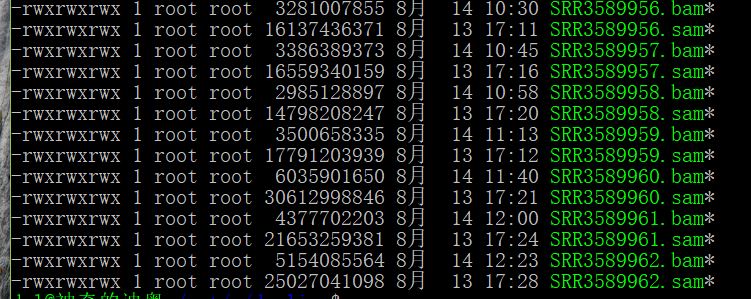 -rwxrwxrwx 1 root root  3281007855 8月  14 10:30 SRR3589956.bam*
-rwxrwxrwx 1 root root 16137436371 8月  13 17:11 SRR3589956.sam*
-rwxrwxrwx 1 root root  3386389373 8月  14 10:45 SRR3589957.bam*
-rwxrwxrwx 1 root root 16559340159 8月  13 17:16 SRR3589957.sam*
-rwxrwxrwx 1 root root  2985128897 8月  14 10:58 SRR3589958.bam*
-rwxrwxrwx 1 root root 14798208247 8月  13 17:20 SRR3589958.sam*
-rwxrwxrwx 1 root root  3500658335 8月  14 11:13 SRR3589959.bam*
-rwxrwxrwx 1 root root 17791203939 8月  13 17:12 SRR3589959.sam*
-rwxrwxrwx 1 root root  6035901650 8月  14 11:40 SRR3589960.bam*
-rwxrwxrwx 1 root root 30612998846 8月  13 17:21 SRR3589960.sam*
-rwxrwxrwx 1 root root  4377702203 8月  14 12:00 SRR3589961.bam*
-rwxrwxrwx 1 root root 21653259381 8月  13 17:24 SRR3589961.sam*
-rwxrwxrwx 1 root root  5154085564 8月  14 12:23 SRR3589962.bam*
-rwxrwxrwx 1 root root 25027041098 8月  13 17:28 SRR3589962.sam*